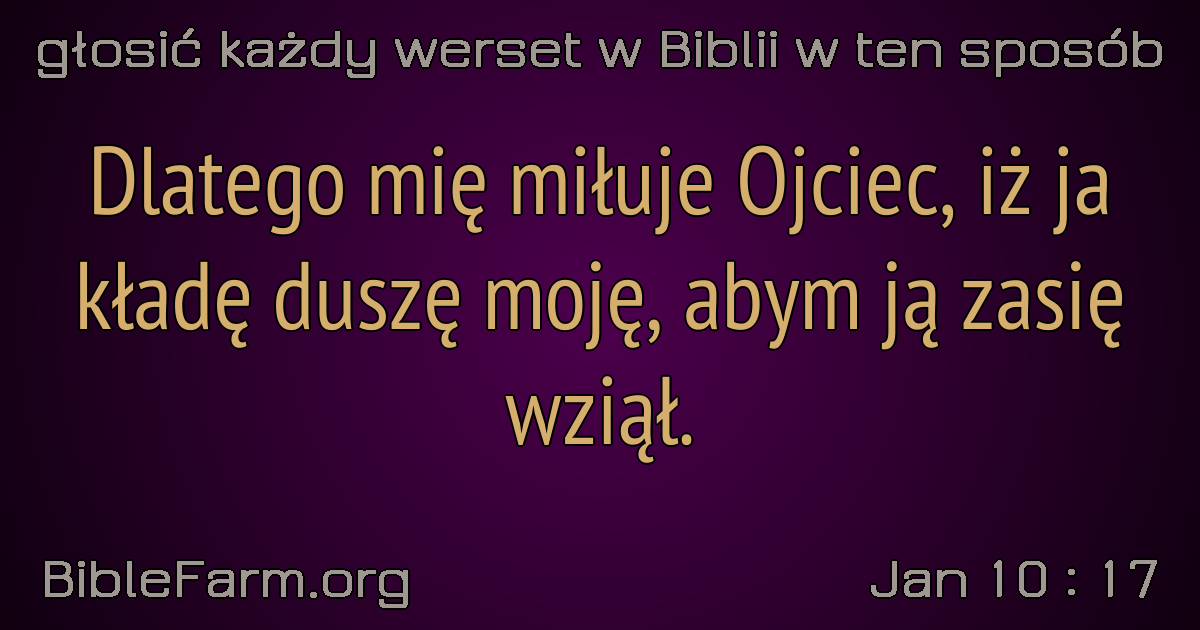 głosić każdy werset w Biblii w ten sposób
Dlatego mię miłuje Ojciec, iż ja
kładę duszę moję, abym ją zasię
wziął.
BibleFarm.org
Jan 10 : 17